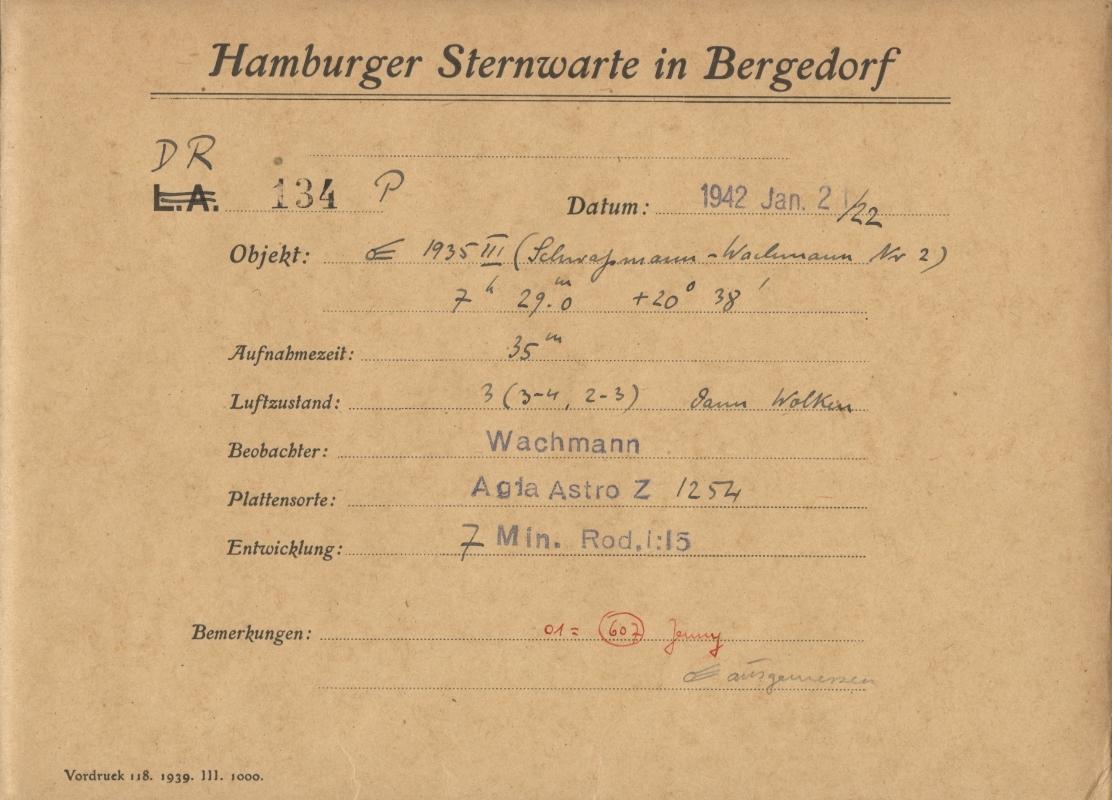 Hamburger Sternwarte in Bergedorf
DR
L.A. 134 P
Datum: 1942 Jan. 21/22
Objekt: ☄ 1935 III (Schwaßmann-Wachmann Nr 2)
7ʰ 29.ᵐ0 +20° 38′
Aufnahmezeit: 35ᵐ
Luftzustand: 3 (3-4, 2-3) dann Wolken
Beobachter: Wachmann
Plattensorte: Agfa Astro Z 1254
Entwicklung: 7 Min. Rod. 1:15
Bemerkungen: 01 = 607 Jenny
☄ ausgemessen
Vordruck 118. 1939. III. 1000.